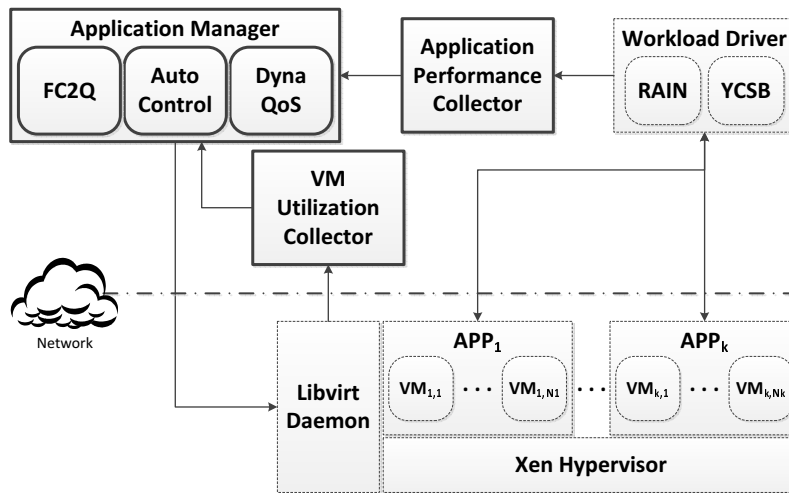 Application Manager
FC2Q
Auto
Control
Dyna
QoS
Application
Performance
Collector
Workload Driver
RAIN
YCSB
VM
Utilization
Collector
Network
Libvirt
Daemon
APP1
VM1,1
···
VM1,N1
···
APPk
VMk,1
···
VMk,Nk
Xen Hypervisor